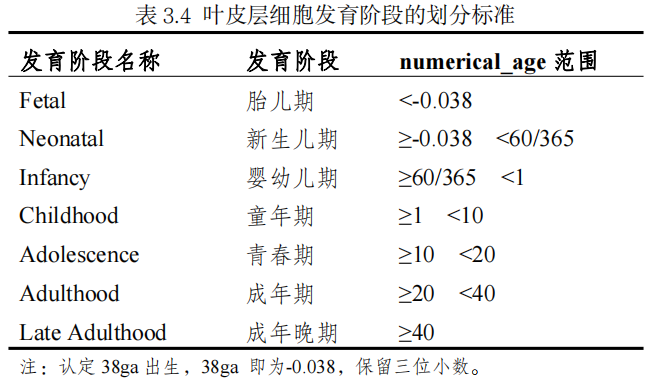 表 3.4 叶皮层细胞发育阶段的划分标准
发育阶段名称 发育阶段 numerical_age 范围
Fetal 胎儿期 <-0.038
Neonatal 新生儿期 ≥-0.038 <60/365
Infancy 婴幼儿期 ≥60/365 <1
Childhood 童年期 ≥1 <10
Adolescence 青春期 ≥10 <20
Adulthood 成年期 ≥20 <40
Late Adulthood 成年晚期 ≥40
注：认定 38ga 出生，38ga 即为-0.038，保留三位小数。